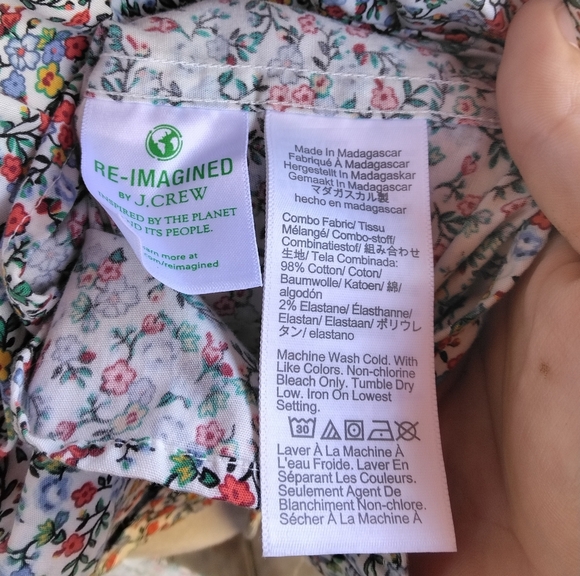 RE-IMAGINED
BY J.CREW
INSPIRED BY THE PLANET
AND ITS PEOPLE.
learn more at
.com/reimagined
Made In Madagascar
Fabriqué À Madagascar
Hergestellt In Madagaskar
Gemaakt In Madagascar
マダガスカル製
hecho en madagascar
Combo Fabric/ Tissu
Mélangé/ Combo-stoff/
Combinatiestof/ 組み合わせ
生地/ Tela Combinada:
98% Cotton/ Coton/
Baumwolle/ Katoen/ 綿/
algodón
2% Elastane/ Élasthanne/
Elastan/ Elastaan/ ポリウレ
タン/ elastano
Machine Wash Cold. With
Like Colors. Non-chlorine
Bleach Only. Tumble Dry
Low. Iron On Lowest
Setting.
30
Laver À La Machine À
L'eau Froide. Laver En
Séparant Les Couleurs.
Seulement Agent De
Blanchiment Non-chlore.
Sécher À La Machine À